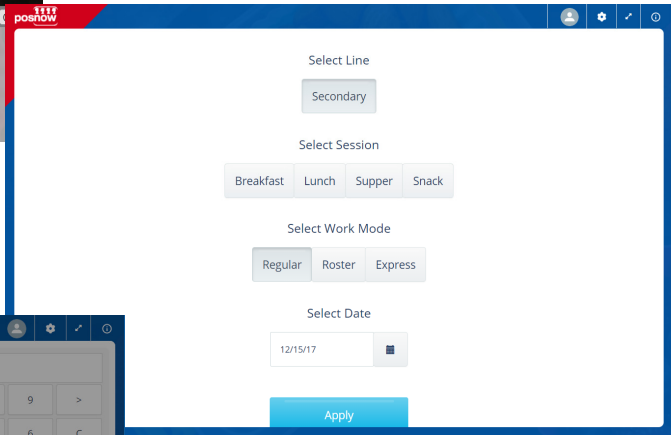 posnow
Select Line
Secondary
Select Session
Breakfast Lunch Supper Snack
Select Work Mode
Regular Roster Express
Select Date
12/15/17
Apply
9 >
6 C